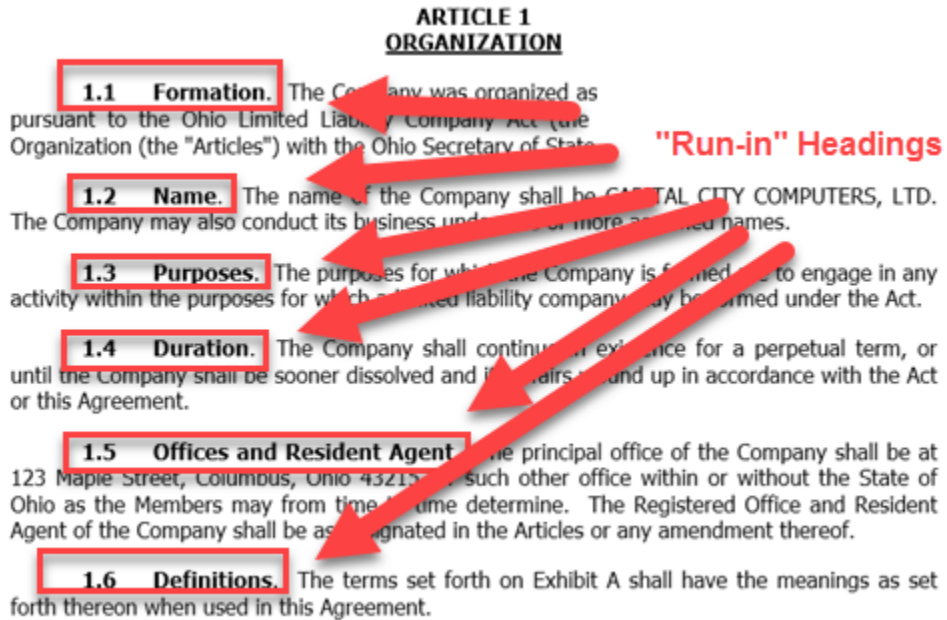 ARTICLE 1
ORGANIZATION
1.1 Formation. The Company was organized as
pursuant to the Ohio Limited Liability Company Act (the
Organization (the "Articles") with the Ohio Secretary of State
"Run-in" Headings
1.2 Name. The name of the Company shall be CAPITAL CITY COMPUTERS, LTD.
The Company may also conduct its business under or more names.
1.3 Purposes. The purposes for which the Company is formed are to engage in any
activity within the purposes for which a limited liability company may be formed under the Act.
1.4 Duration. The Company shall continue in existence for a perpetual term, or
until the Company shall be sooner dissolved and its affairs wound up in accordance with the Act
or this Agreement.
1.5 Offices and Resident Agent The principal office of the Company shall be at
123 Maple Street, Columbus, Ohio 43215 such other office within or without the State of
Ohio as the Members may from time to time determine. The Registered Office and Resident
Agent of the Company shall be as designated in the Articles or any amendment thereof.
1.6 Definitions. The terms set forth on Exhibit A shall have the meanings as set
forth thereon when used in this Agreement.